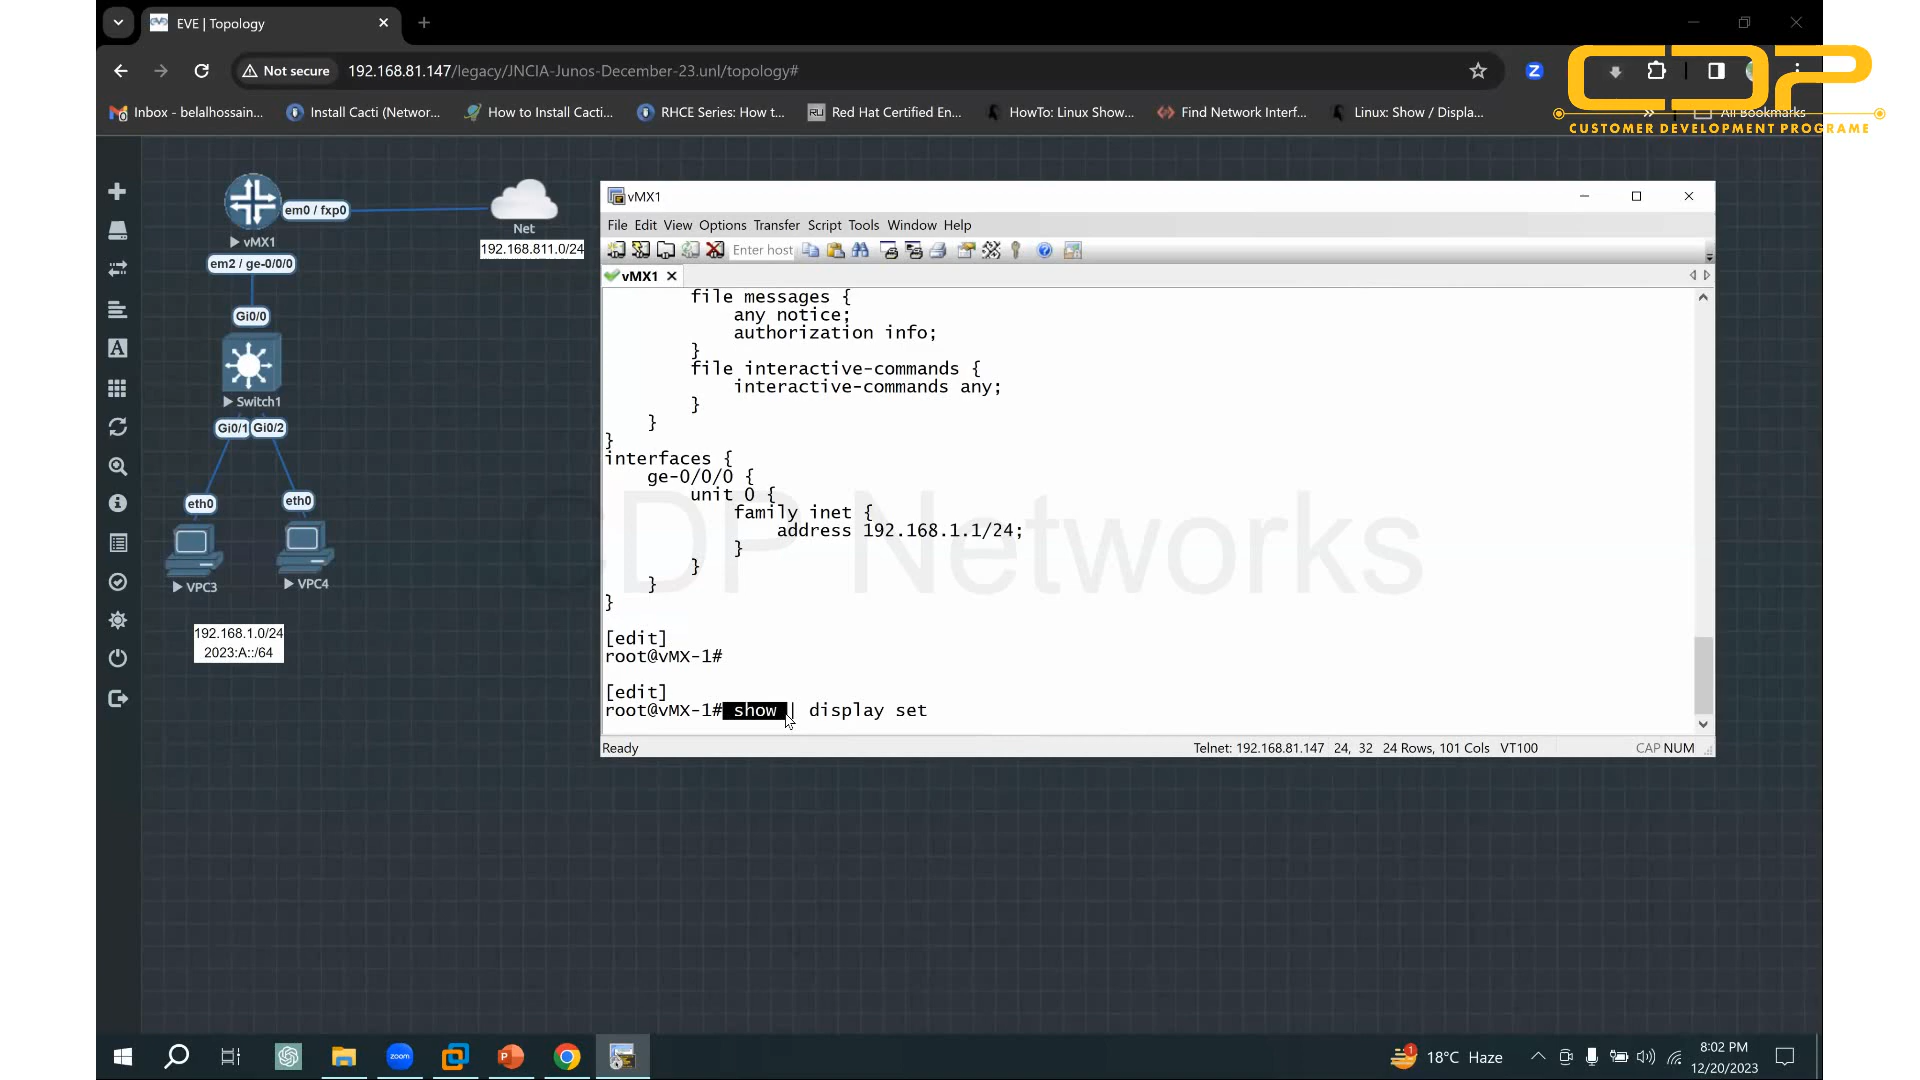 EVE | Topology
Not secure
192.168.81.147/legacy/JNCIA-Junos-December-23.unl/topology#
CDP
CUSTOMER DEVELOPMENT PROGRAME
Inbox - belalhossain...
Install Cacti (Networ...
How to Install Cacti...
RHCE Series: How t...
Red Hat Certified En...
HowTo: Linux Show...
Find Network Interf...
Linux: Show / Displa...
All Bookmarks
em0 / fxp0
vMX1
Net
192.168.811.0/24
em2 / ge-0/0/0
Gi0/0
Switch1
Gi0/1
Gi0/2
eth0
eth0
VPC3
VPC4
192.168.1.0/24
2023:A::/64
vMX1
File Edit View Options Transfer Script Tools Window Help
Enter host
vMX1
file messages {
any notice;
authorization info;
}
file interactive-commands {
interactive-commands any;
}
}
}
interfaces {
ge-0/0/0 {
unit 0 {
family inet {
address 192.168.1.1/24;
}
}
}
}
CDP Networks
[edit]
root@vMX-1#
[edit]
root@vMX-1# show | display set
Ready
Telnet: 192.168.81.147 24, 32 24 Rows, 101 Cols VT100 CAP NUM
zoom
18°C Haze
8:02 PM
12/20/2023